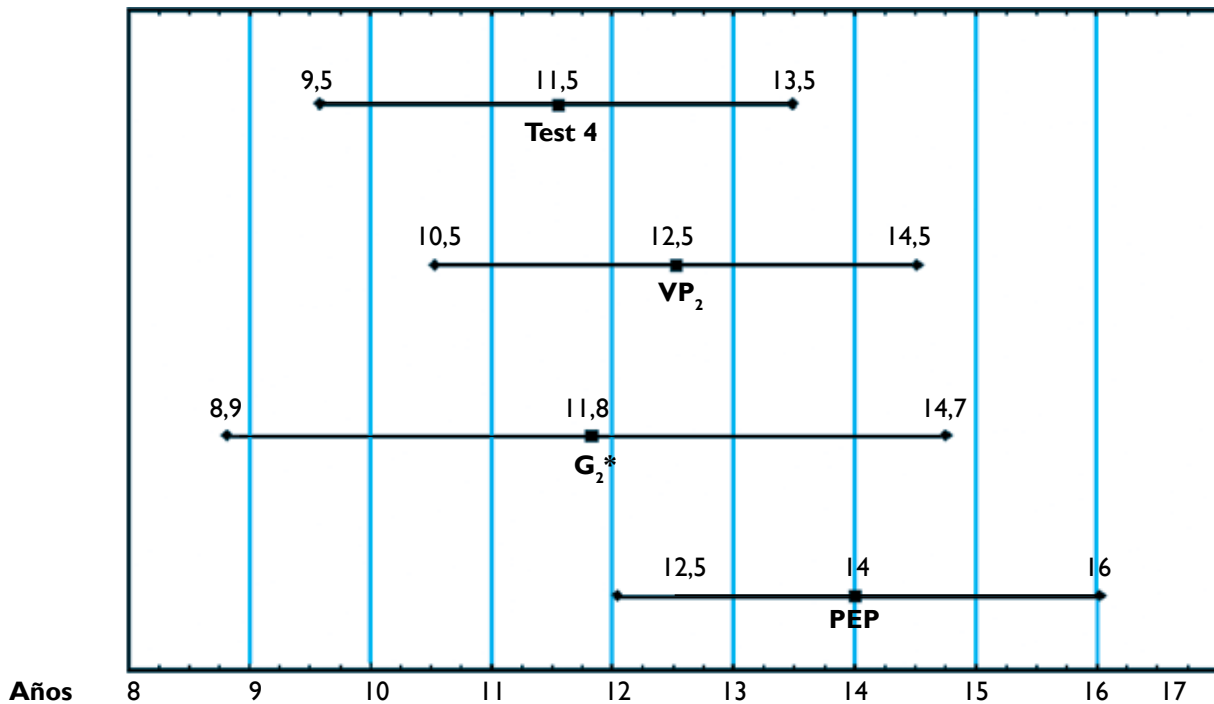 9,5 11,5 13,5
Test 4
10,5 12,5 14,5
VP₂
8,9 11,8 14,7
G₂*
12,5 14 16
PEP
Años 8 9 10 11 12 13 14 15 16 17